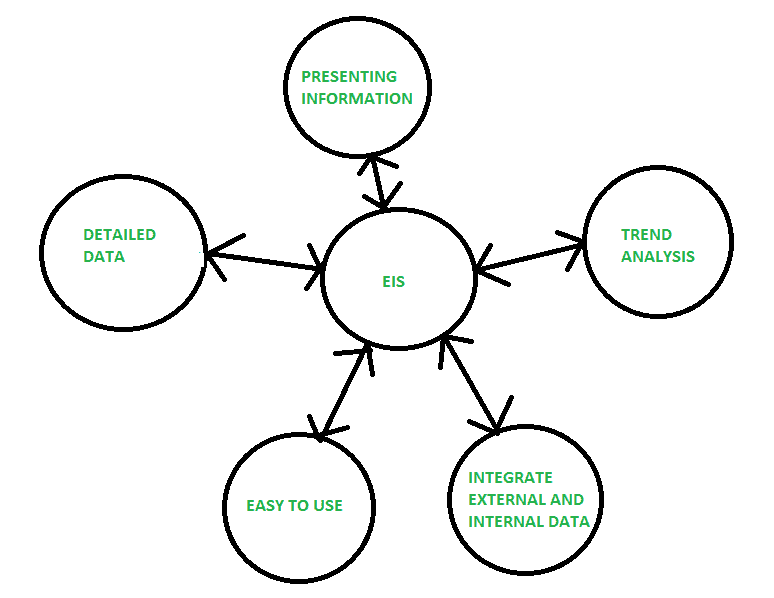 PRESENTING
INFORMATION
DETAILED
DATA
TREND
ANALYSIS
EIS
EASY TO USE
INTEGRATE
EXTERNAL AND
INTERNAL DATA